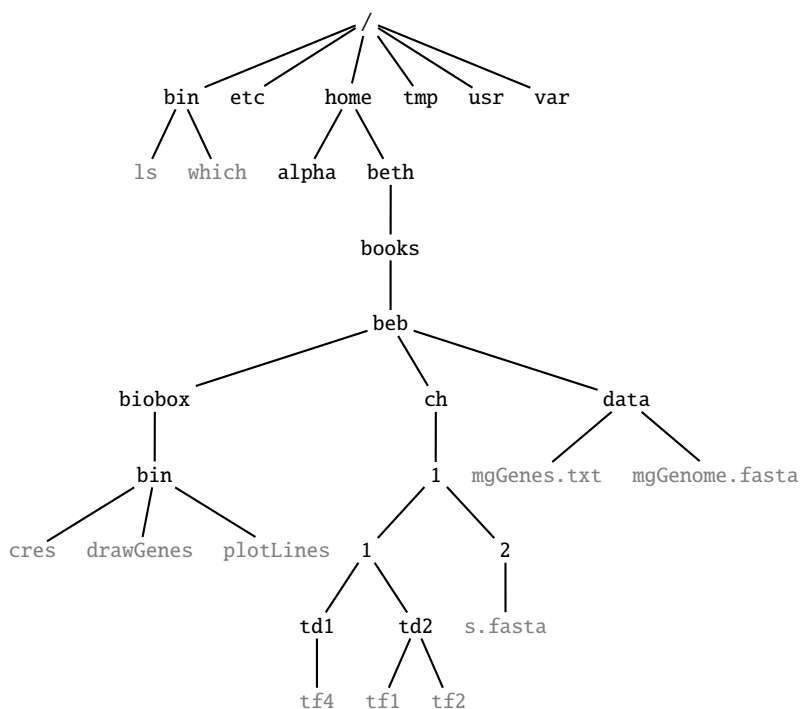 /
bin etc home tmp usr var
ls which alpha beth
books
beb
biobox ch data
bin 1 mgGenes.txt mgGenome.fasta
cres drawGenes plotLines 1 2
td1 td2 s.fasta
tf4 tf1 tf2